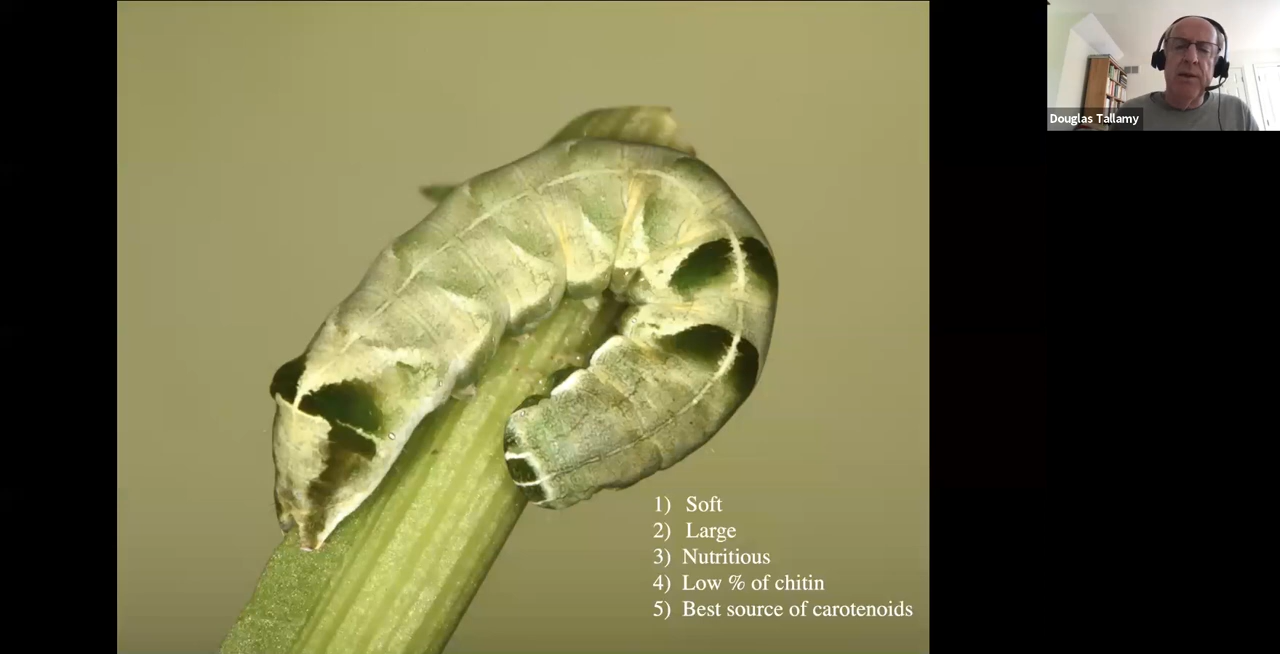 Douglas Tallamy
1) Soft
2) Large
3) Nutritious
4) Low % of chitin
5) Best source of carotenoids